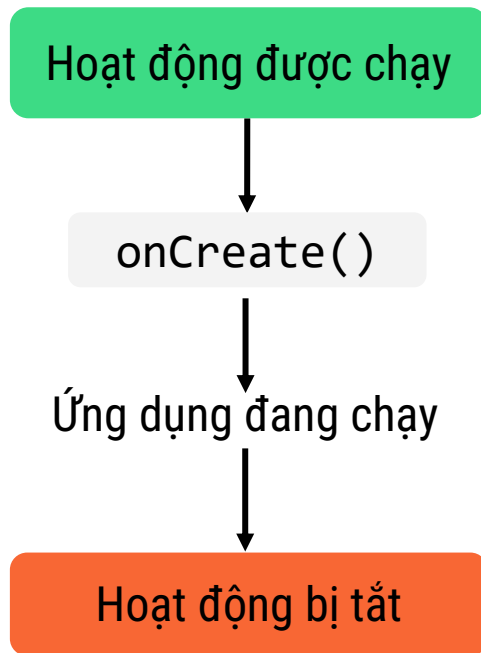 Hoạt động được chạy
onCreate()
Ứng dụng đang chạy
Hoạt động bị tắt